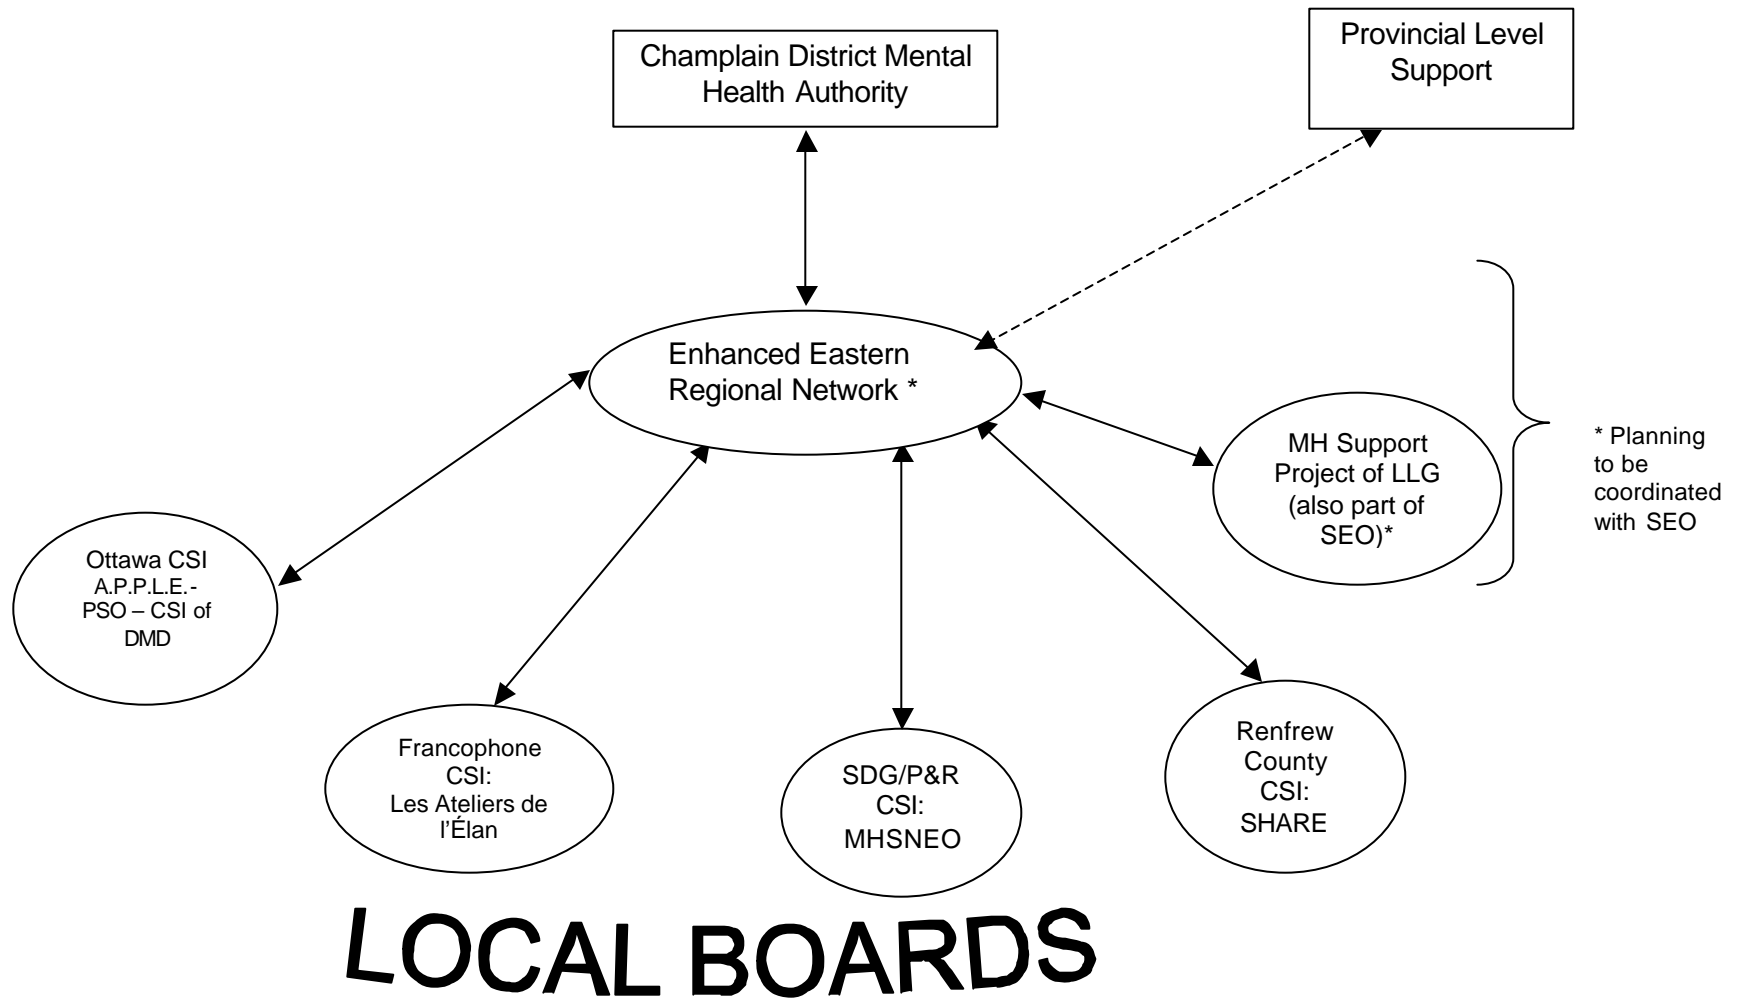 Champlain District Mental
Health Authority
Provincial Level
Support
Enhanced Eastern
Regional Network *
MH Support
Project of LLG
(also part of
SEO)*
* Planning
to be
coordinated
with SEO
Ottawa CSI
A.P.P.L.E.-
PSO – CSI of
DMD
Francophone
CSI:
Les Ateliers de
l'Élan
SDG/P&R
CSI:
MHSNEO
Renfrew
County
CSI:
SHARE
LOCAL BOARDS